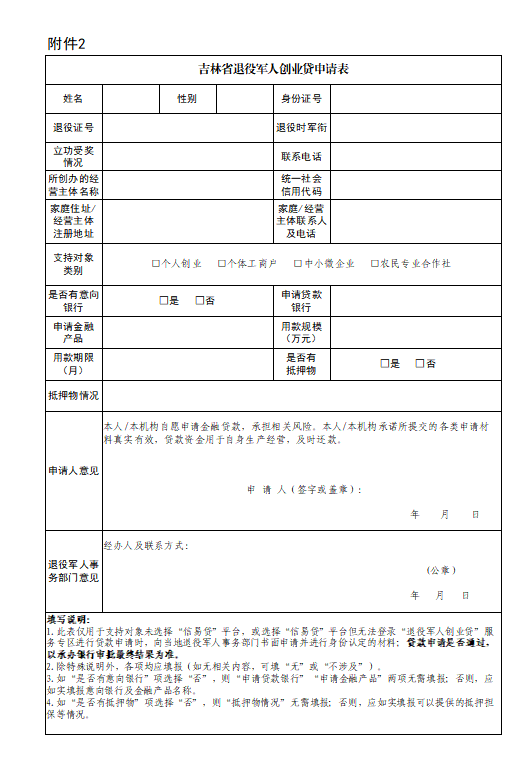 附件2
吉林省退役军人创业贷申请表
姓名 性别 身份证号
退役证号 退役时军衔
立功受奖
情况
联系电话
所创办的经
营主体名称
统一社会
信用代码
家庭住址/
经营主体
注册地址
家庭/经营
主体联系人
及电话
支持对象
类别
□个人创业 □个体工商户 □中小微企业 □农民专业合作社
是否有意向
银行
□是 □否
申请贷款
银行
申请金融
产品
用款规模
（万元）
用款期限
（月）
是否有
抵押物
□是 □否
抵押物情况
申请人意见
本人/本机构自愿申请金融贷款，承担相关风险。本人/本机构承诺所提交的各类申请材
料真实有效，贷款资金用于自身生产经营，及时还款。
申 请 人（签字或盖章）：
年 月 日
退役军人事
务部门意见
经办人及联系方式：
（公章）
年 月 日
填写说明：
1.此表仅用于支持对象未选择“信易贷”平台，或选择“信易贷”平台但无法登录“退役军人创业贷”服
务专区进行贷款申请时，向当地退役军人事务部门书面申请并进行身份认定的材料；贷款申请是否通过，
以承办银行审批最终结果为准。
2.除特殊说明外，各项均应填报（如无相关内容，可填“无”或“不涉及”）。
3.如“是否有意向银行”项选择“否”，则“申请贷款银行”“申请金融产品”两项无需填报；否则，应
如实填报意向银行及金融产品名称。
4.如“是否有抵押物”项选择“否”，则“抵押物情况”无需填报；否则，应如实填报可以提供的抵押担
保等情况。